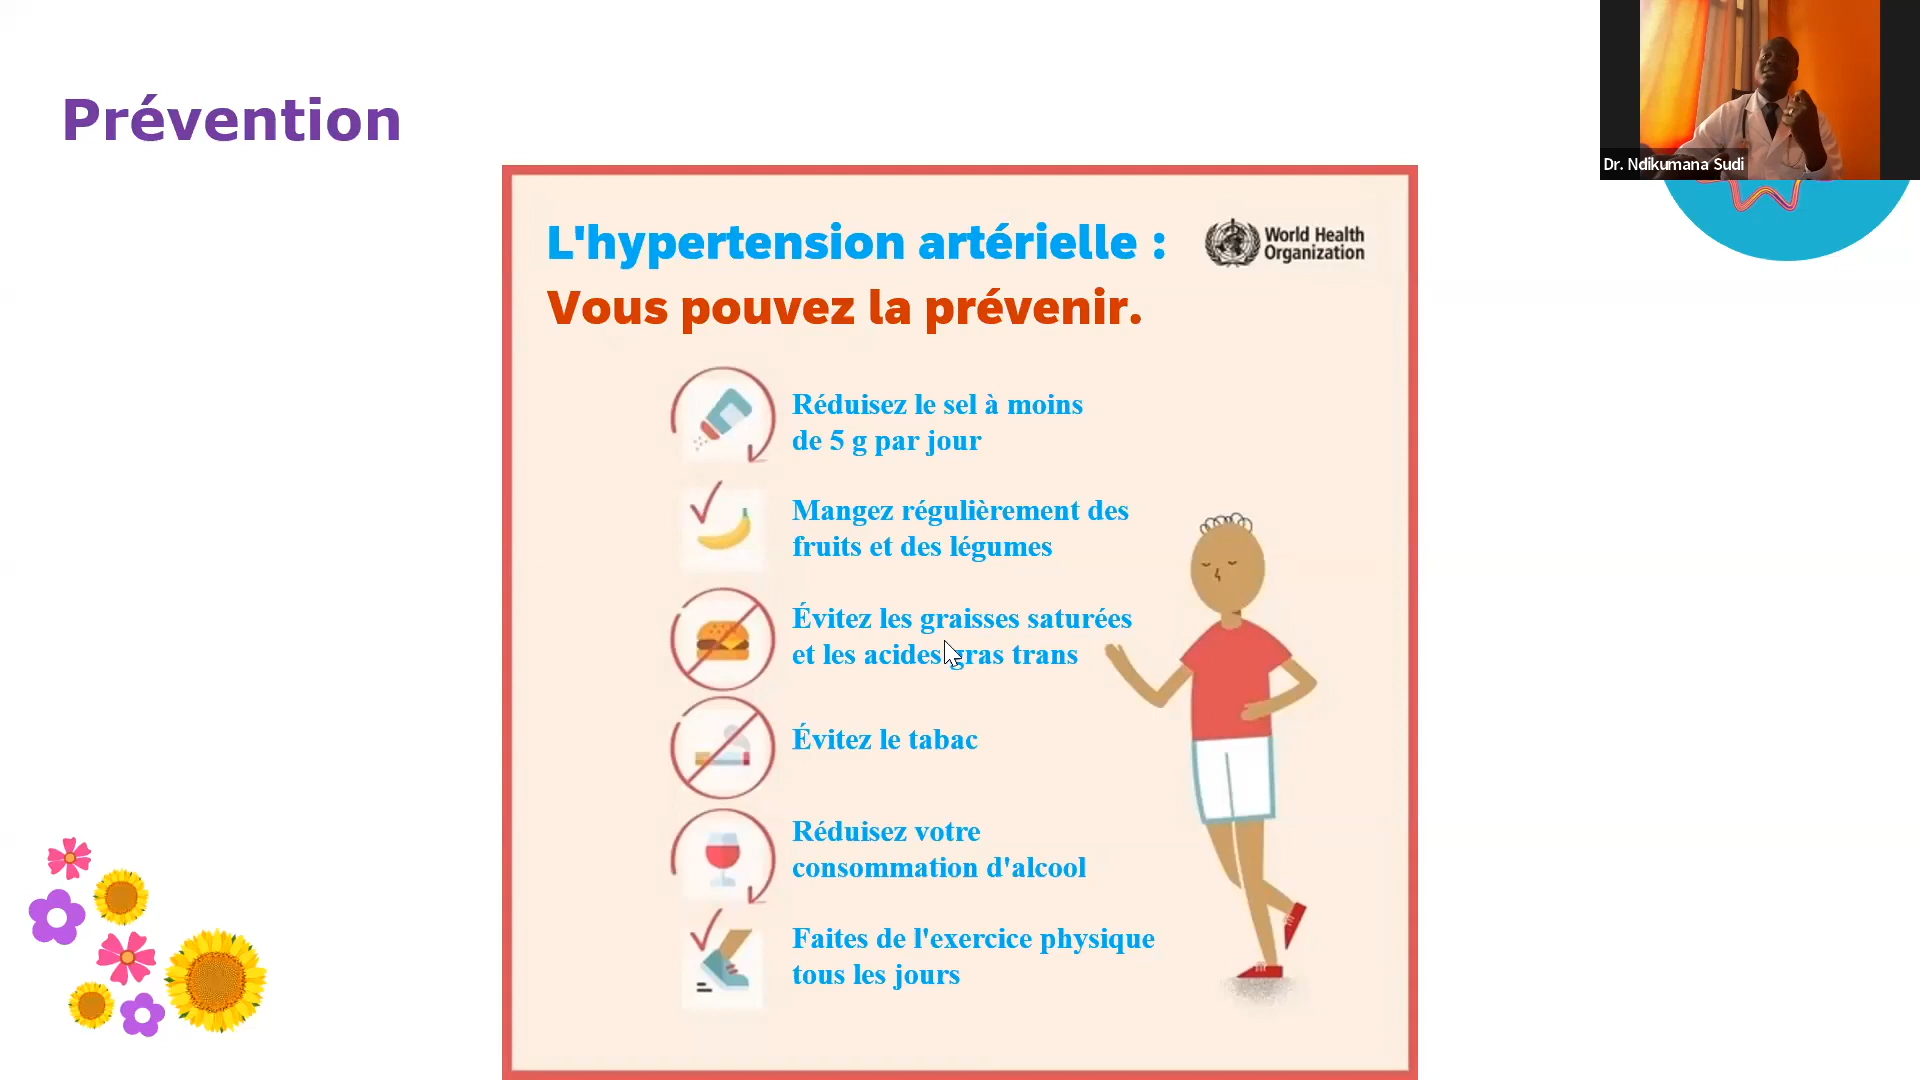 Prévention
Dr. Ndikumana Sudi
L'hypertension artérielle :
World Health
Organization
Vous pouvez la prévenir.
Réduisez le sel à moins
de 5 g par jour
Mangez régulièrement des
fruits et des légumes
Évitez les graisses saturées
et les acides gras trans
Évitez le tabac
Réduisez votre
consommation d'alcool
Faites de l'exercice physique
tous les jours